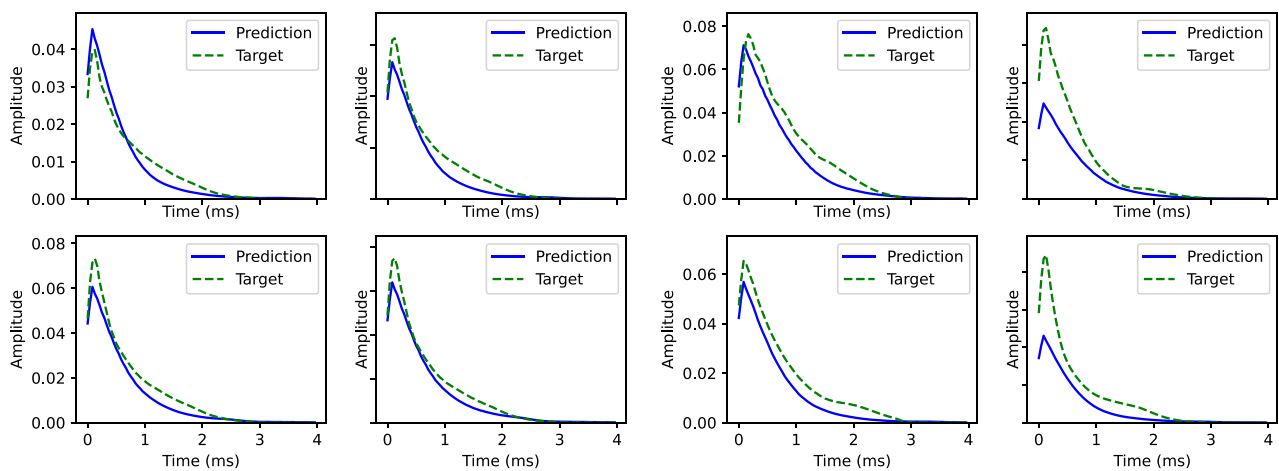 Prediction
Target
0.04
0.03
0.02
0.01
0.00
Amplitude
Time (ms)
Prediction
Target
Amplitude
Time (ms)
Prediction
Target
0.08
0.06
0.04
0.02
0.00
Amplitude
Time (ms)
Prediction
Target
Amplitude
Time (ms)
Prediction
Target
0.08
0.06
0.04
0.02
0.00
Amplitude
0 1 2 3 4
Time (ms)
Prediction
Target
Amplitude
0 1 2 3 4
Time (ms)
Prediction
Target
0.06
0.04
0.02
0.00
Amplitude
0 1 2 3 4
Time (ms)
Prediction
Target
Amplitude
0 1 2 3 4
Time (ms)